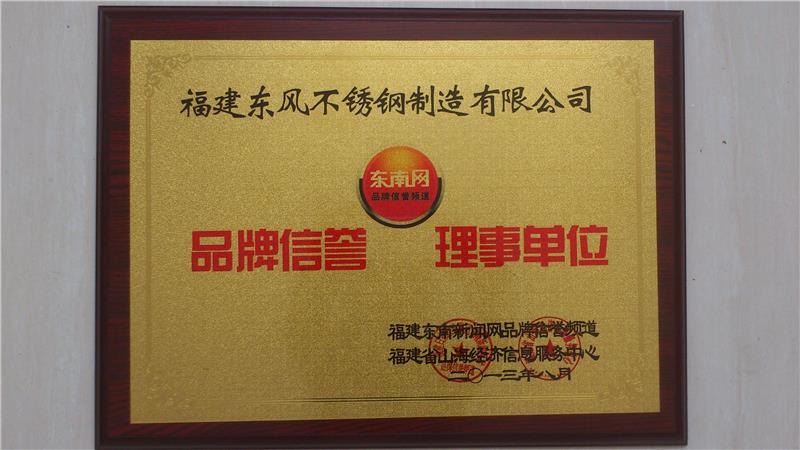 福建东风不锈钢制造有限公司
东南网
品牌信誉频道
品牌信誉 理事单位
福建东南新闻网品牌信誉频道
福建省山海经济信息服务中心
二〇一三年八月